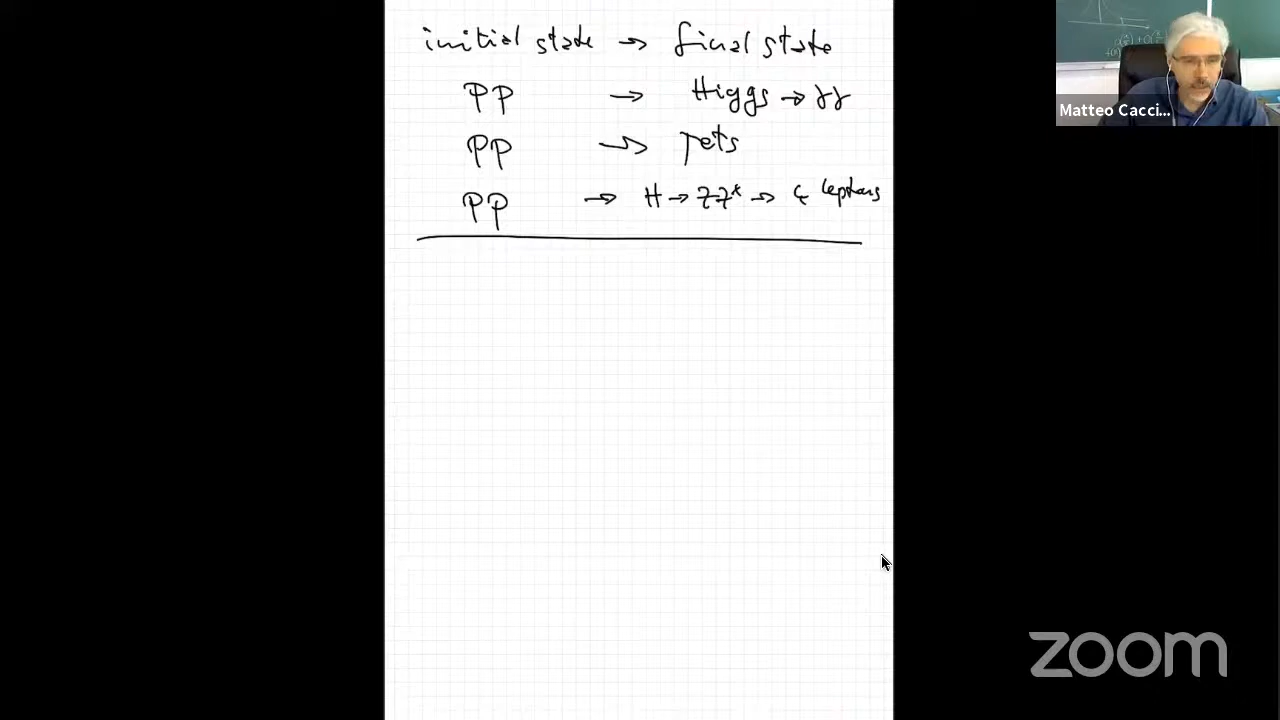 initial state → final state
PP → Higgs → γγ
PP → jets
PP → H → ZZ* → 4 leptons
Matteo Cacci...
zoom